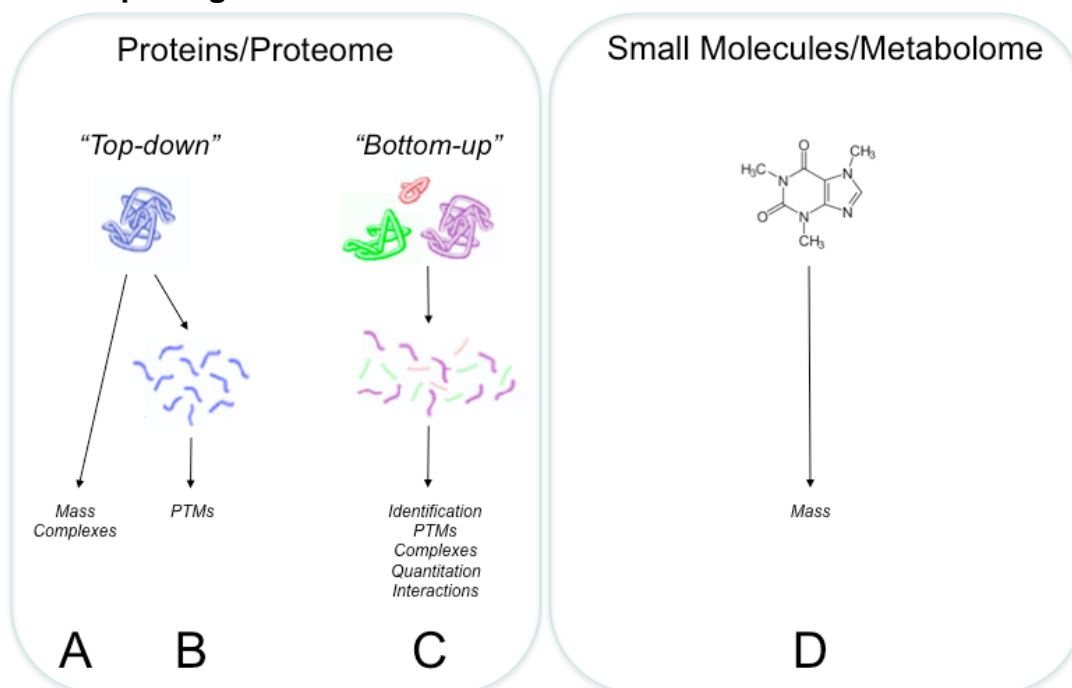 Proteins/Proteome
Small Molecules/Metabolome
“Top-down”
“Bottom-up”
O
CH₃
H₃C
N
N
O
N
N
CH₃
Mass
Complexes
PTMs
Identification
PTMs
Complexes
Quantitation
Interactions
Mass
A
B
C
D